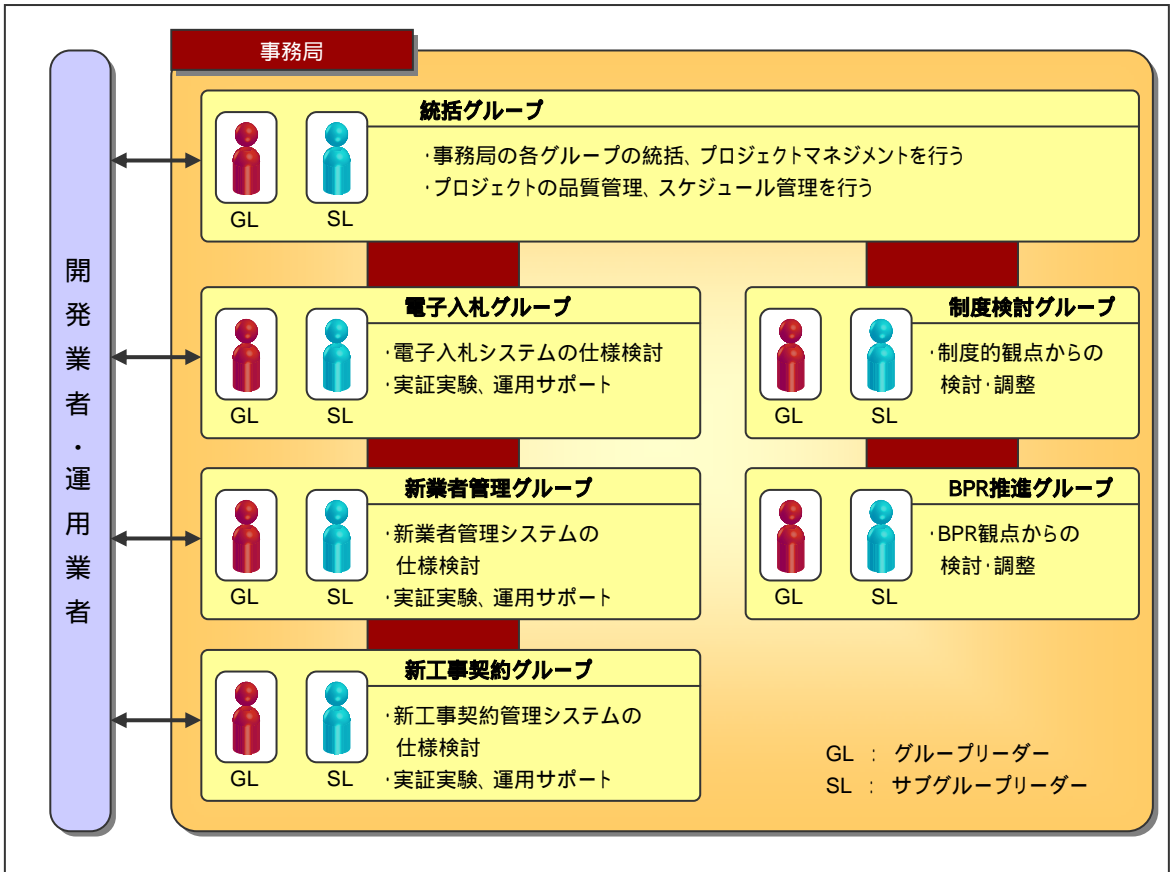 事務局
統括グループ
・事務局の各グループの統括、プロジェクトマネジメントを行う
・プロジェクトの品質管理、スケジュール管理を行う
GL
SL
開発業者・運用業者
電子入札グループ
・電子入札システムの仕様検討
・実証実験、運用サポート
GL
SL
制度検討グループ
・制度的観点からの
検討・調整
GL
SL
新業者管理グループ
・新業者管理システムの
仕様検討
・実証実験、運用サポート
GL
SL
BPR推進グループ
・BPR観点からの
検討・調整
GL
SL
新工事契約グループ
・新工事契約管理システムの
仕様検討
・実証実験、運用サポート
GL
SL
GL ： グループリーダー
SL ： サブグループリーダー